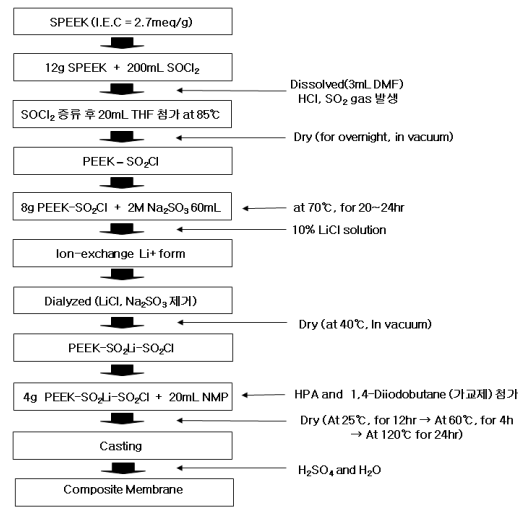 SPEEK (I.E.C = 2.7meq/g)
12g SPEEK + 200mL SOCl₂
Dissolved(3mL DMF)
HCl, SO₂ gas 발생
SOCl₂ 증류 후 20mL THF 첨가 at 85℃
Dry (for overnight, in vacuum)
PEEK – SO₂Cl
8g PEEK-SO₂Cl + 2M Na₂SO₃ 60mL
at 70℃, for 20~24hr
10% LiCl solution
Ion-exchange Li+ form
Dialyzed (LiCl, Na₂SO₃ 제거)
Dry (at 40℃, In vacuum)
PEEK-SO₂Li-SO₂Cl
4g PEEK-SO₂Li-SO₂Cl + 20mL NMP
HPA and 1,4-Diiodobutane (가교제) 첨가
Dry (At 25℃, for 12hr → At 60℃, for 4h
→ At 120℃ for 24hr)
Casting
H₂SO₄ and H₂O
Composite Membrane